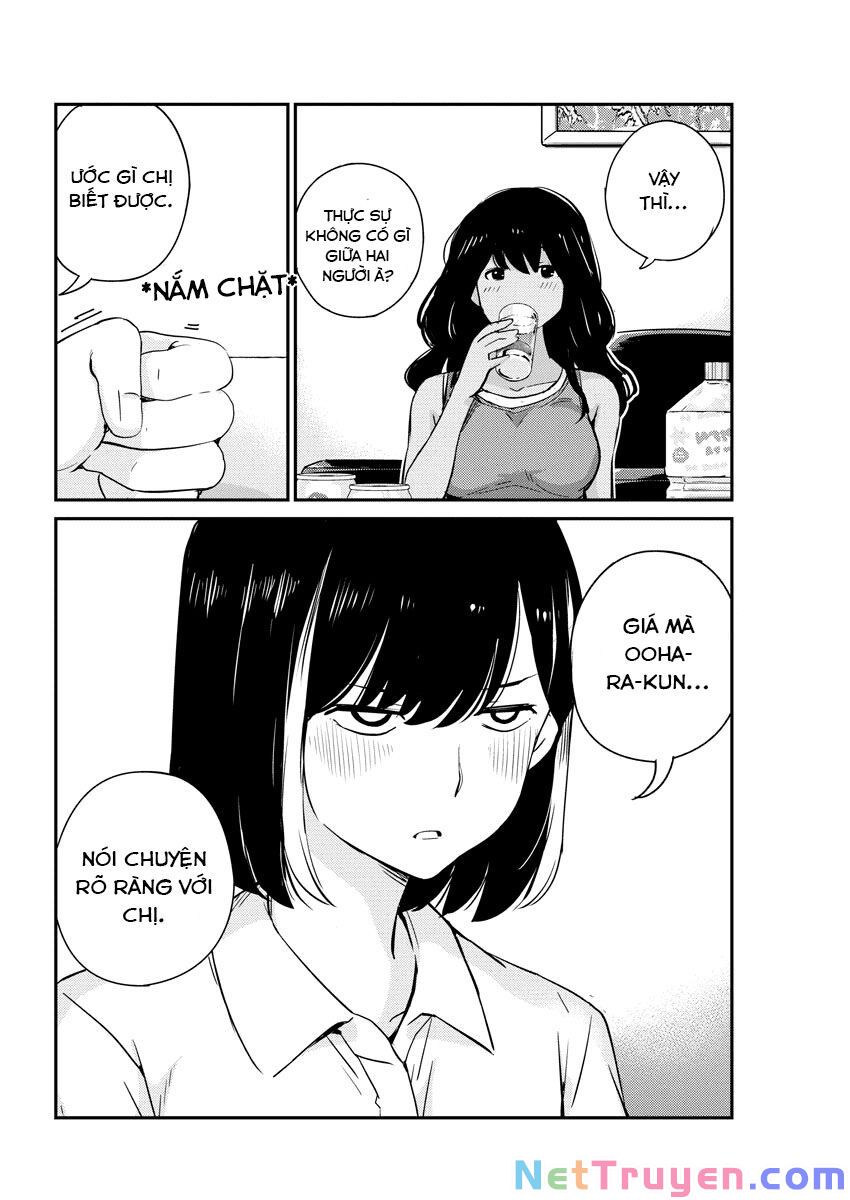 VẬY
THÌ...
THỰC SỰ
KHÔNG CÓ GÌ
GIỮA HAI
NGƯỜI À?
ƯỚC GÌ CHỊ
BIẾT ĐƯỢC.
*NẮM CHẶT*
GIÁ MÀ
OOHA-
RA-KUN...
NÓI CHUYỆN
RÕ RÀNG VỚI
CHỊ.
NetTruyen.com